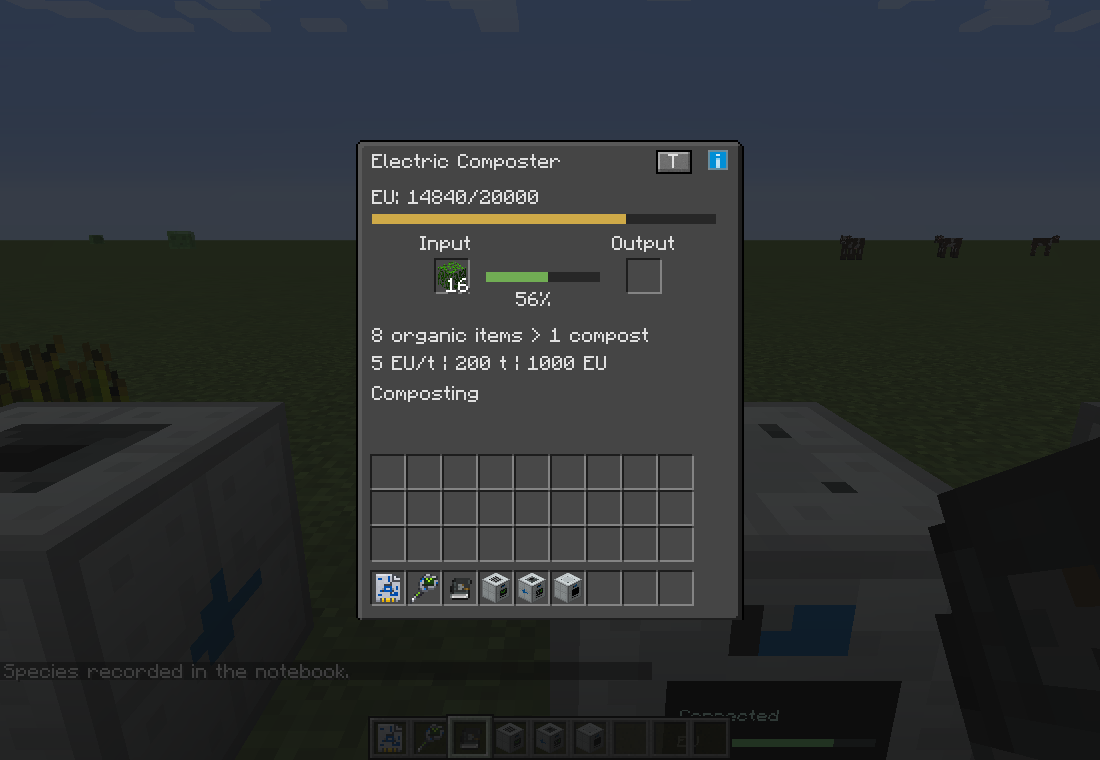 Electric Composter
T
i
EU: 14840/20000
Input
Output
16
56%
8 organic items > 1 compost
5 EU/t ¦ 200 t ¦ 1000 EU
Composting
Species recorded in the notebook.
Connected
EU